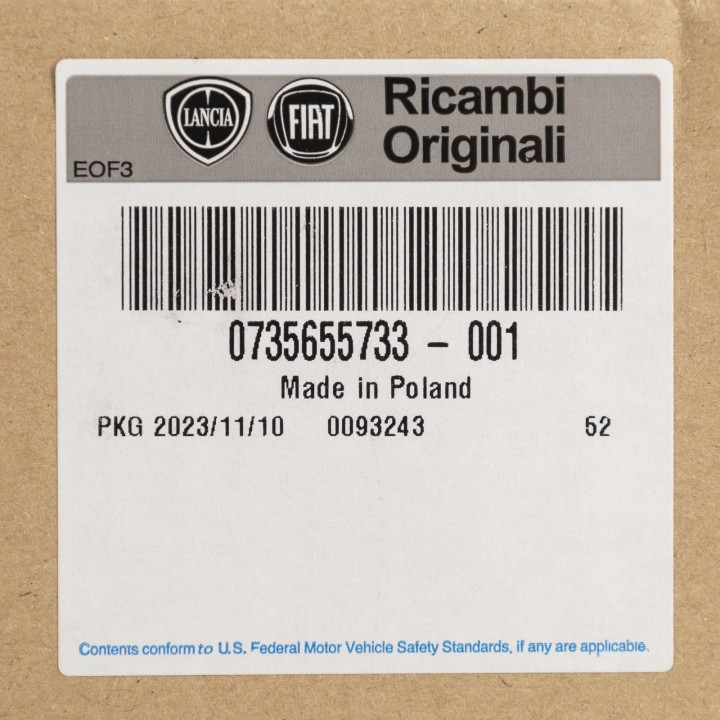 LANCIA FIAT Ricambi
Originali
EOF3
0735655733 - 001
Made in Poland
PKG 2023/11/10 0093243 52
Contents conform to U.S. Federal Motor Vehicle Safety Standards, if any are applicable.